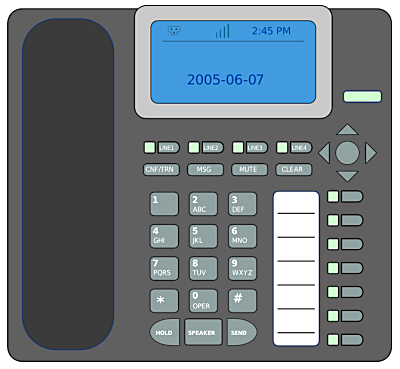 2:45 PM
2005-06-07
LINE1 LINE2 LINE3 LINE4
CNF/TRN MSG MUTE CLEAR
1 2 3
ABC DEF
4 5 6
GHI JKL MNO
7 8 9
PQRS TUV WXYZ
* 0 #
OPER
HOLD SPEAKER SEND